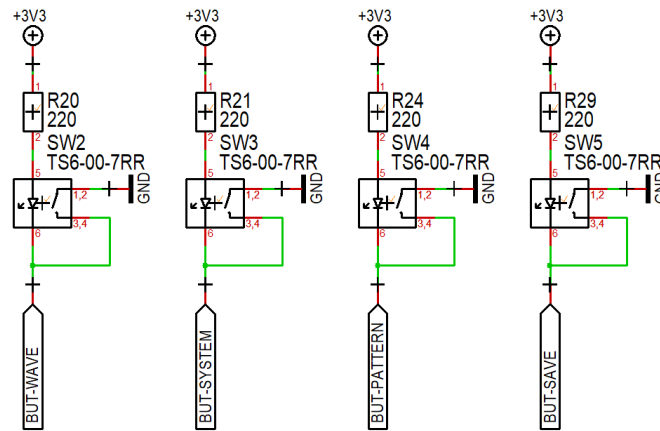 +3V3
1
R20
220
2
SW2
TS6-00-7RR
5
1,2
GND
3,4
6
BUT-WAVE
+3V3
1
R21
220
2
SW3
TS6-00-7RR
5
1,2
GND
3,4
6
BUT-SYSTEM
+3V3
1
R24
220
2
SW4
TS6-00-7RR
5
1,2
GND
3,4
6
BUT-PATTERN
+3V3
1
R29
220
2
SW5
TS6-00-7RR
5
1,2
GND
3,4
6
BUT-SAVE